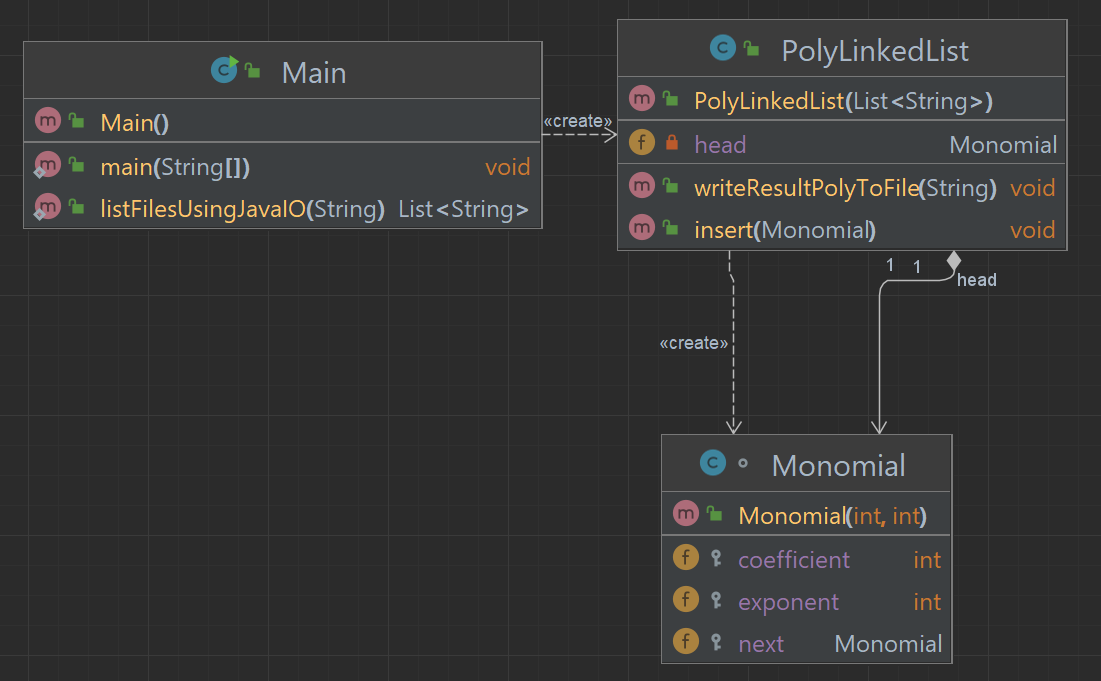 Main
Main()
main(String[]) void
listFilesUsingJavaIO(String) List<String>
«create»
PolyLinkedList
PolyLinkedList(List<String>)
head Monomial
writeResultPolyToFile(String) void
insert(Monomial) void
1 1
head
«create»
Monomial
Monomial(int, int)
coefficient int
exponent int
next Monomial